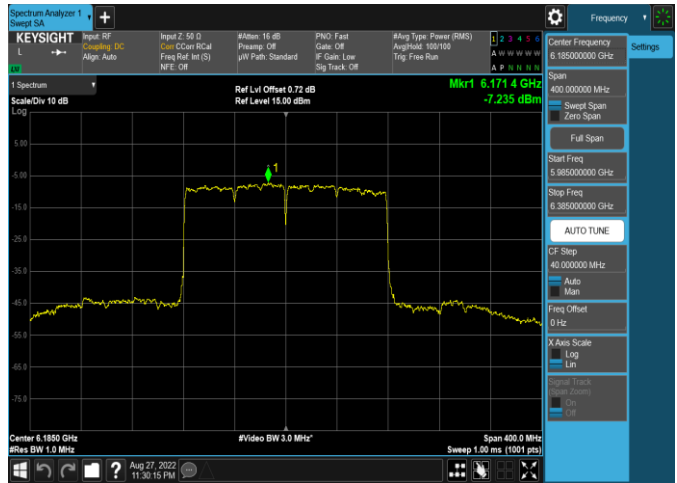 Spectrum Analyzer 1
Swept SA
Frequency
KEYSIGHT
L
Input: RF
Coupling: DC
Align: Auto
Input Z: 50 Ω
Corr CCorr RCal
Freq Ref: Int (S)
NFE: Off
#Atten: 16 dB
Preamp: Off
µW Path: Standard
PNO: Fast
Gate: Off
IF Gain: Low
Sig Track: Off
#Avg Type: Power (RMS)
Avg|Hold: 100/100
Trig: Free Run
1 2 3 4 5 6
A W W W W W
A P N N N N
1 Spectrum
Scale/Div 10 dB
Log
Ref Lvl Offset 0.72 dB
Ref Level 15.00 dBm
Mkr1 6.171 4 GHz
-7.235 dBm
1
5.00
-5.00
-15.0
-25.0
-35.0
-45.0
-55.0
-65.0
-75.0
Center 6.1850 GHz
#Res BW 1.0 MHz
#Video BW 3.0 MHz*
Span 400.0 MHz
Sweep 1.00 ms (1001 pts)
Center Frequency
6.185000000 GHz
Settings
Span
400.000000 MHz
Swept Span
Zero Span
Full Span
Start Freq
5.985000000 GHz
Stop Freq
6.385000000 GHz
AUTO TUNE
CF Step
40.000000 MHz
Auto
Man
Freq Offset
0 Hz
X Axis Scale
Log
Lin
Signal Track
(Span Zoom)
On
Off
?
Aug 27, 2022
11:30:15 PM